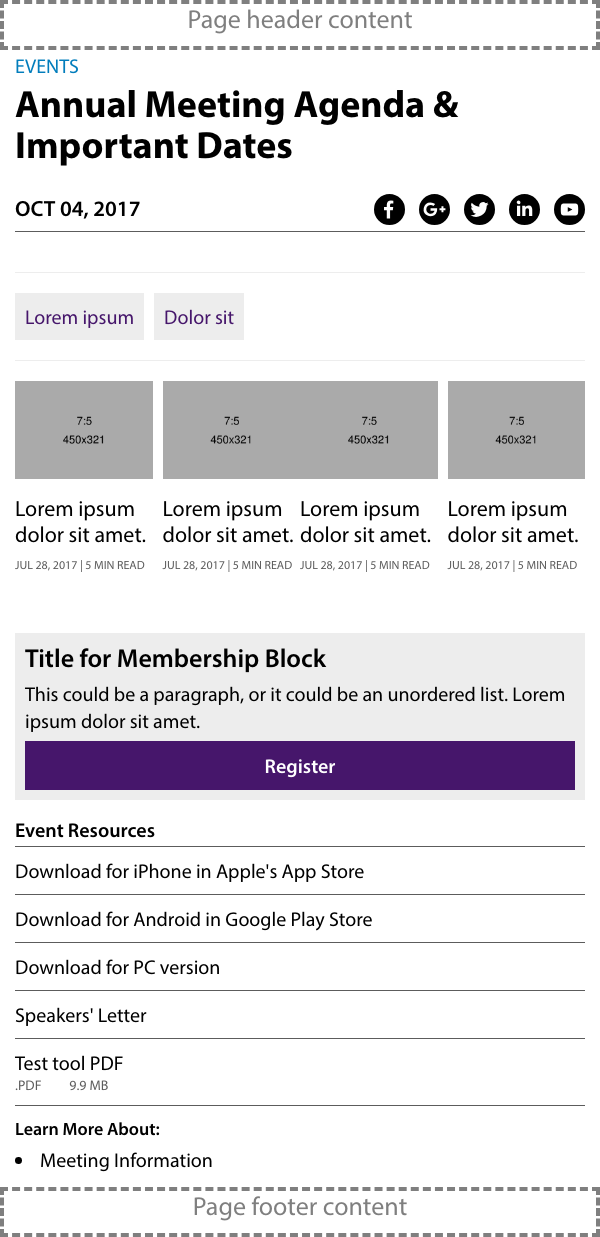 Page header content
EVENTS
Annual Meeting Agenda &
Important Dates
OCT 04, 2017
Lorem ipsum
Dolor sit
7:5
450x321
7:5
450x321
7:5
450x321
7:5
450x321
Lorem ipsum
dolor sit amet.
JUL 28, 2017 | 5 MIN READ
Lorem ipsum
dolor sit amet.
JUL 28, 2017 | 5 MIN READ
Lorem ipsum
dolor sit amet.
JUL 28, 2017 | 5 MIN READ
Lorem ipsum
dolor sit amet.
JUL 28, 2017 | 5 MIN READ
Title for Membership Block
This could be a paragraph, or it could be an unordered list. Lorem
ipsum dolor sit amet.
Register
Event Resources
Download for iPhone in Apple's App Store
Download for Android in Google Play Store
Download for PC version
Speakers' Letter
Test tool PDF
.PDF 9.9 MB
Learn More About:
• Meeting Information
Page footer content